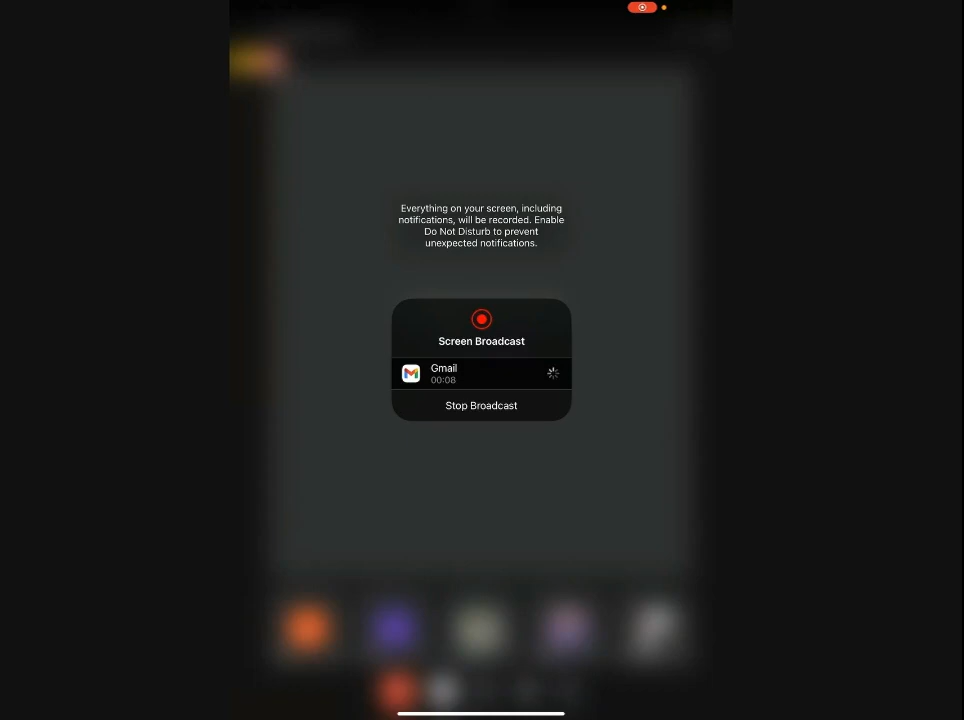 Everything on your screen, including
notifications, will be recorded. Enable
Do Not Disturb to prevent
unexpected notifications.
Screen Broadcast
Gmail
00:08
Stop Broadcast